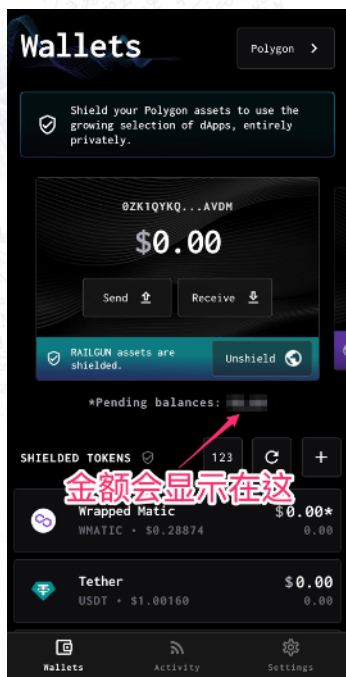 Wallets
Polygon >
Shield your Polygon assets to use the
growing selection of dApps, entirely
privately.
0ZK1QYKQ...AVDM
$0.00
Send
Receive
RAILGUN assets are
shielded.
Unshield
*Pending balances:
SHIELDED TOKENS
123
金额会显示在这
Wrapped Matic
$0.00*
WMATIC • $0.28874
0.00
Tether
$0.00
USDT • $1.00160
0.00
Wallets
Activity
Settings